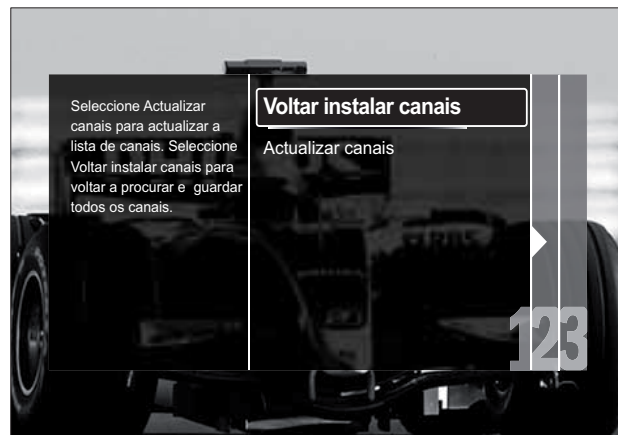 Seleccione Actualizar
canais para actualizar a
lista de canais. Seleccione
Voltar instalar canais para
voltar a procurar e guardar
todos os canais.
Voltar instalar canais
Actualizar canais
123